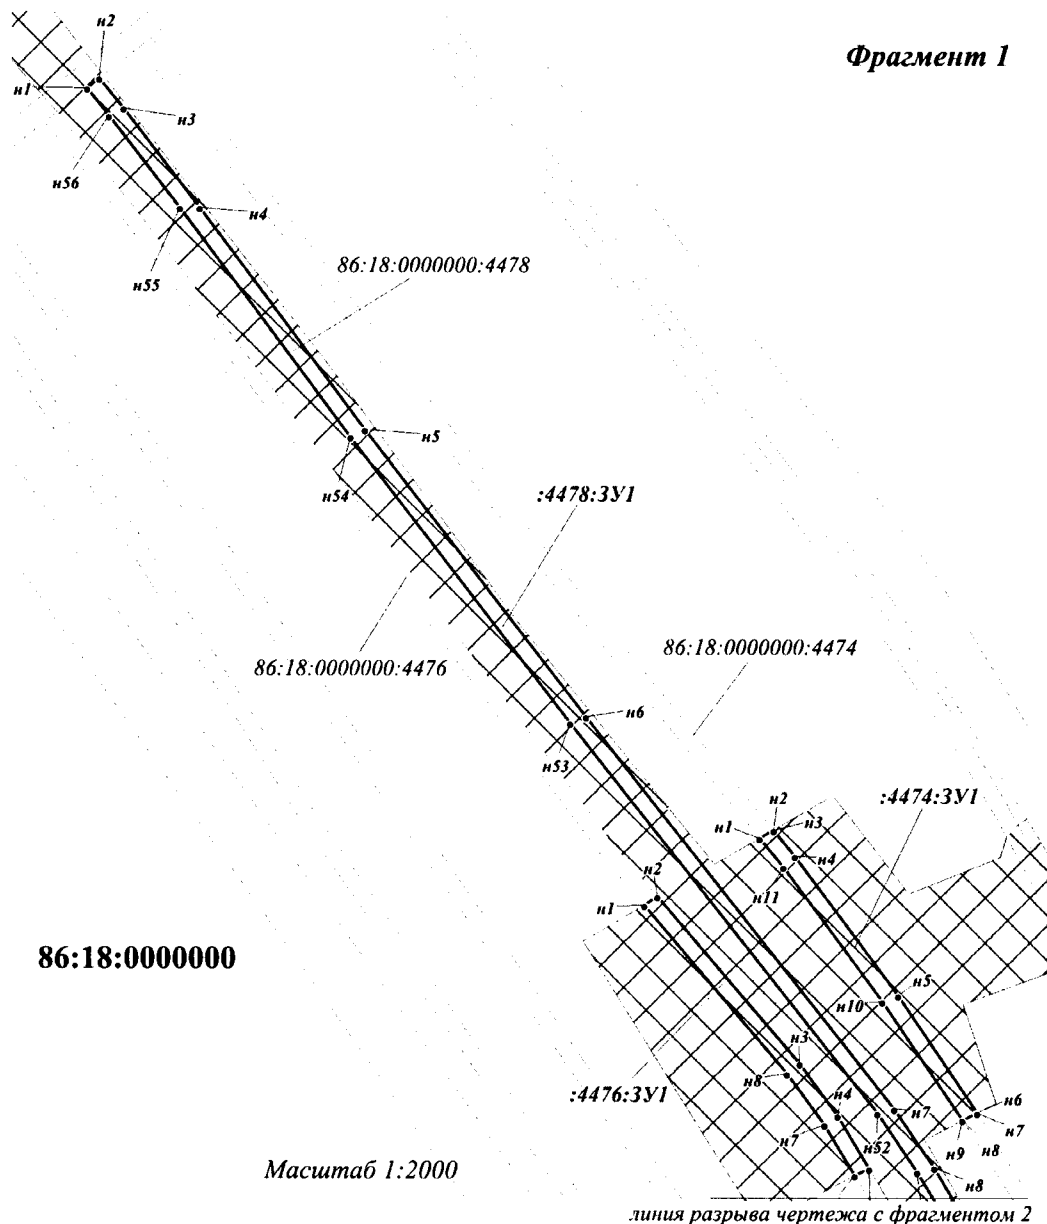 н2
Фрагмент 1
н1
н3
н56
н4
86:18:0000000:4478
н55
н5
н54
:4478:ЗУ1
86:18:0000000:4474
86:18:0000000:4476
н6
н53
:4474:ЗУ1
н2
н1
н3
н4
н2
н11
н1
86:18:0000000
н5
н10
н3
н8
:4476:ЗУ1
н4
н7
н6
н7
н7
н52
н9
н8
Масштаб 1:2000
н8
линия разрыва чертежа с фрагментом 2